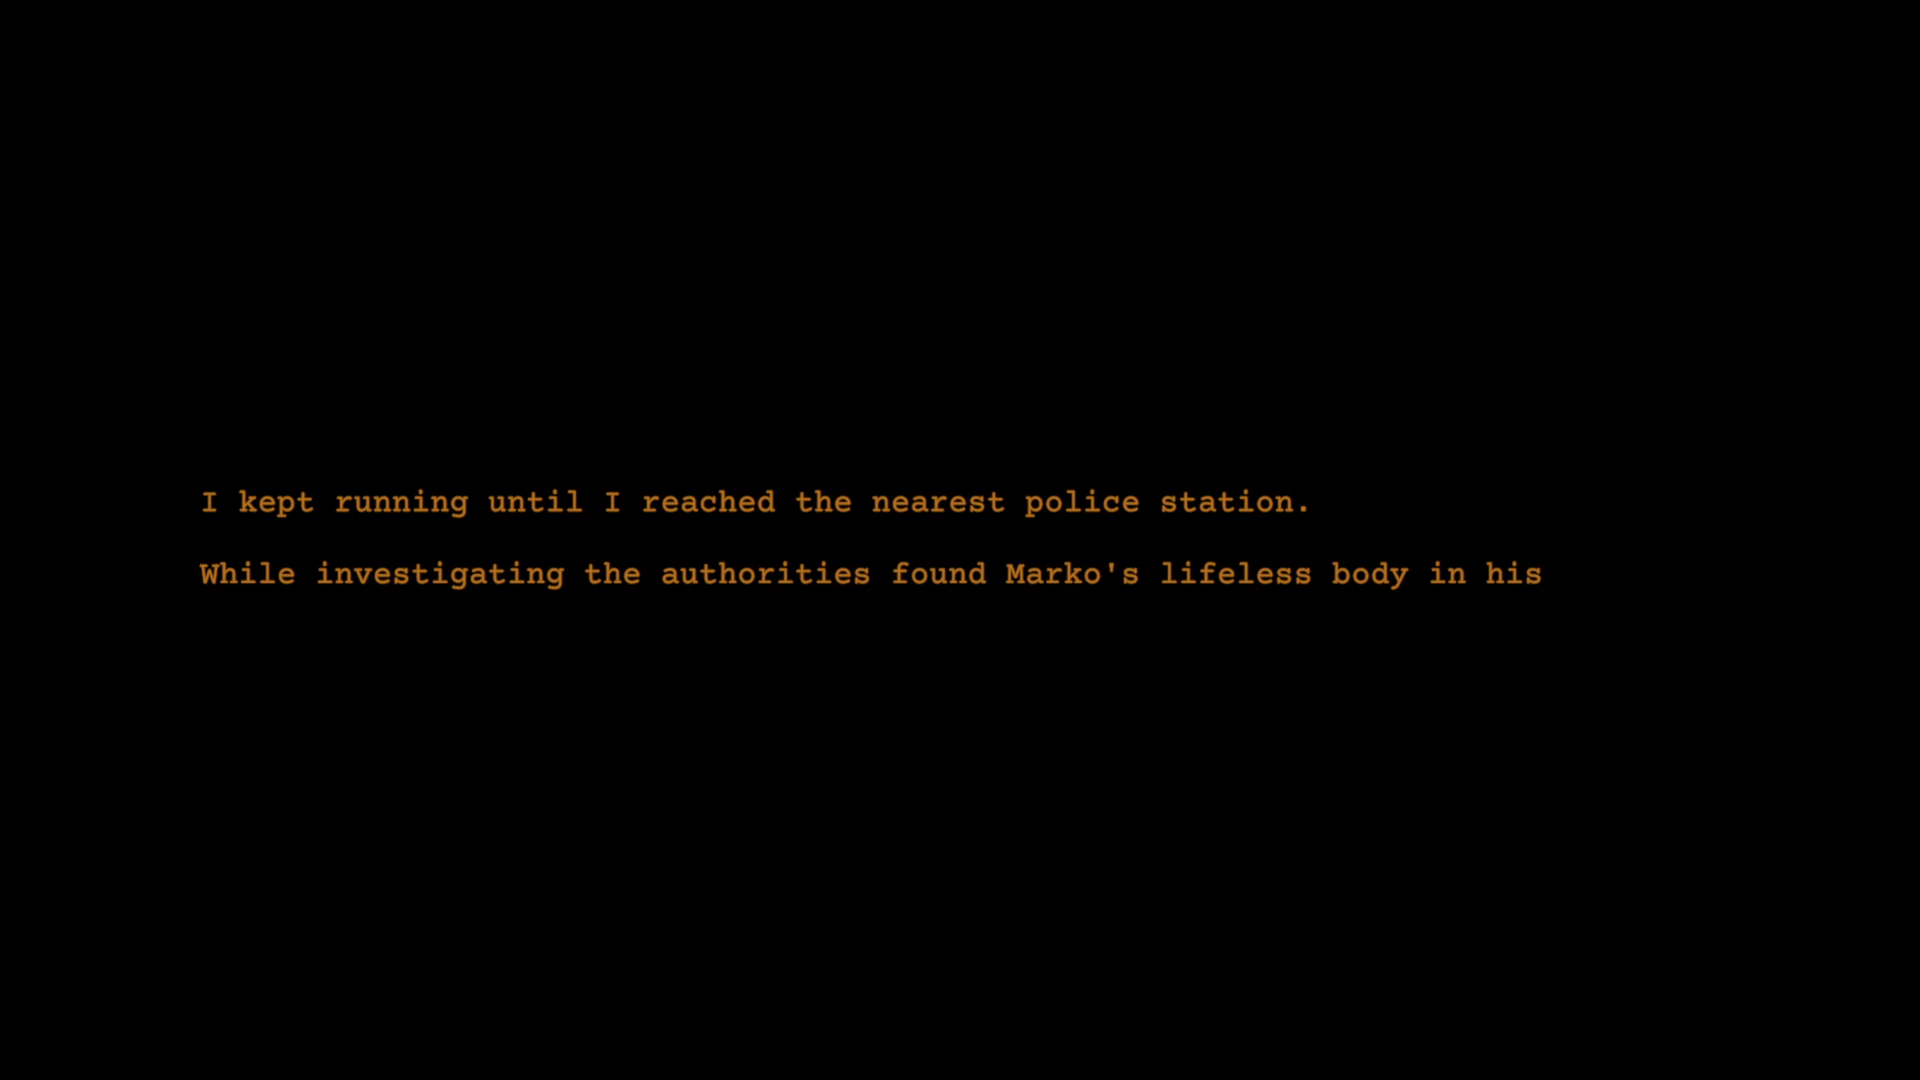 I kept running until I reached the nearest police station.
While investigating the authorities found Marko's lifeless body in his